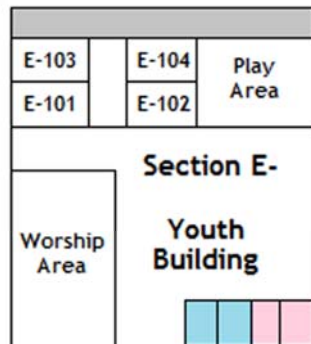 E-103
E-104
Play
Area
E-101
E-102
Section E-
Youth
Building
Worship
Area